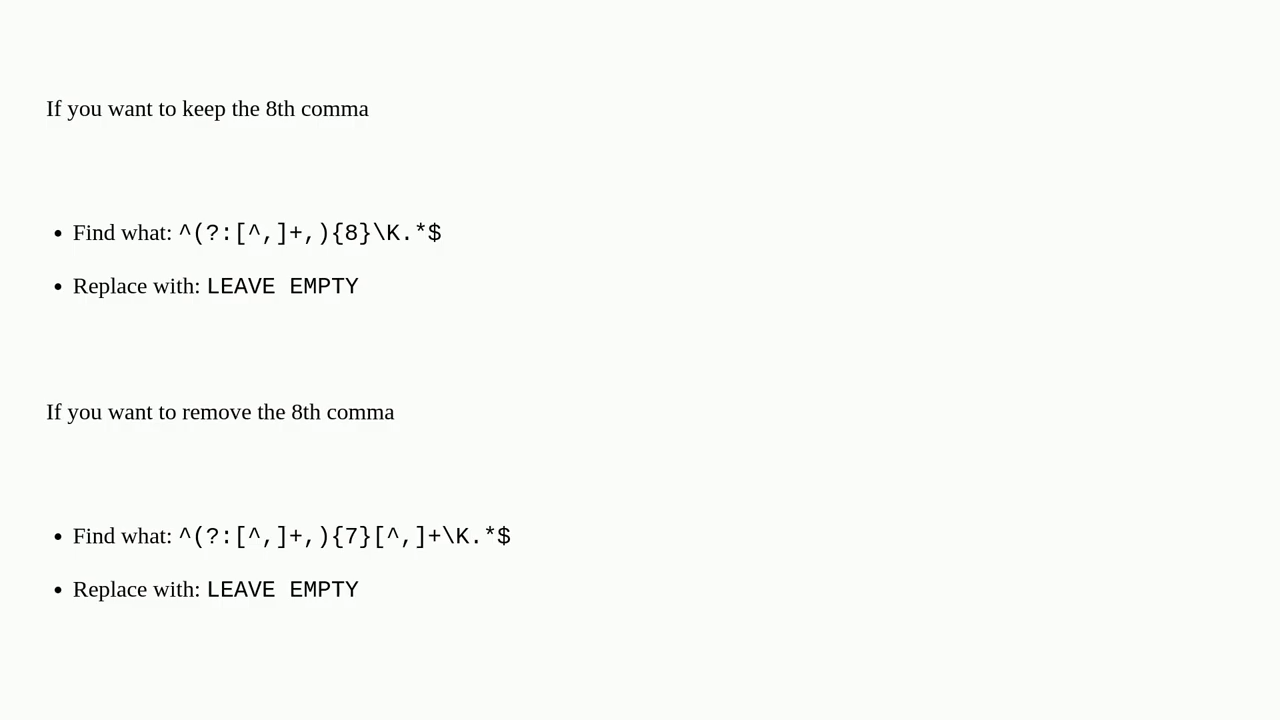 If you want to keep the 8th comma
• Find what: ^(?:[^,]+,){8}\K.*$
• Replace with: LEAVE EMPTY
If you want to remove the 8th comma
• Find what: ^(?:[^,]+,){7}[^,]+\K.*$
• Replace with: LEAVE EMPTY